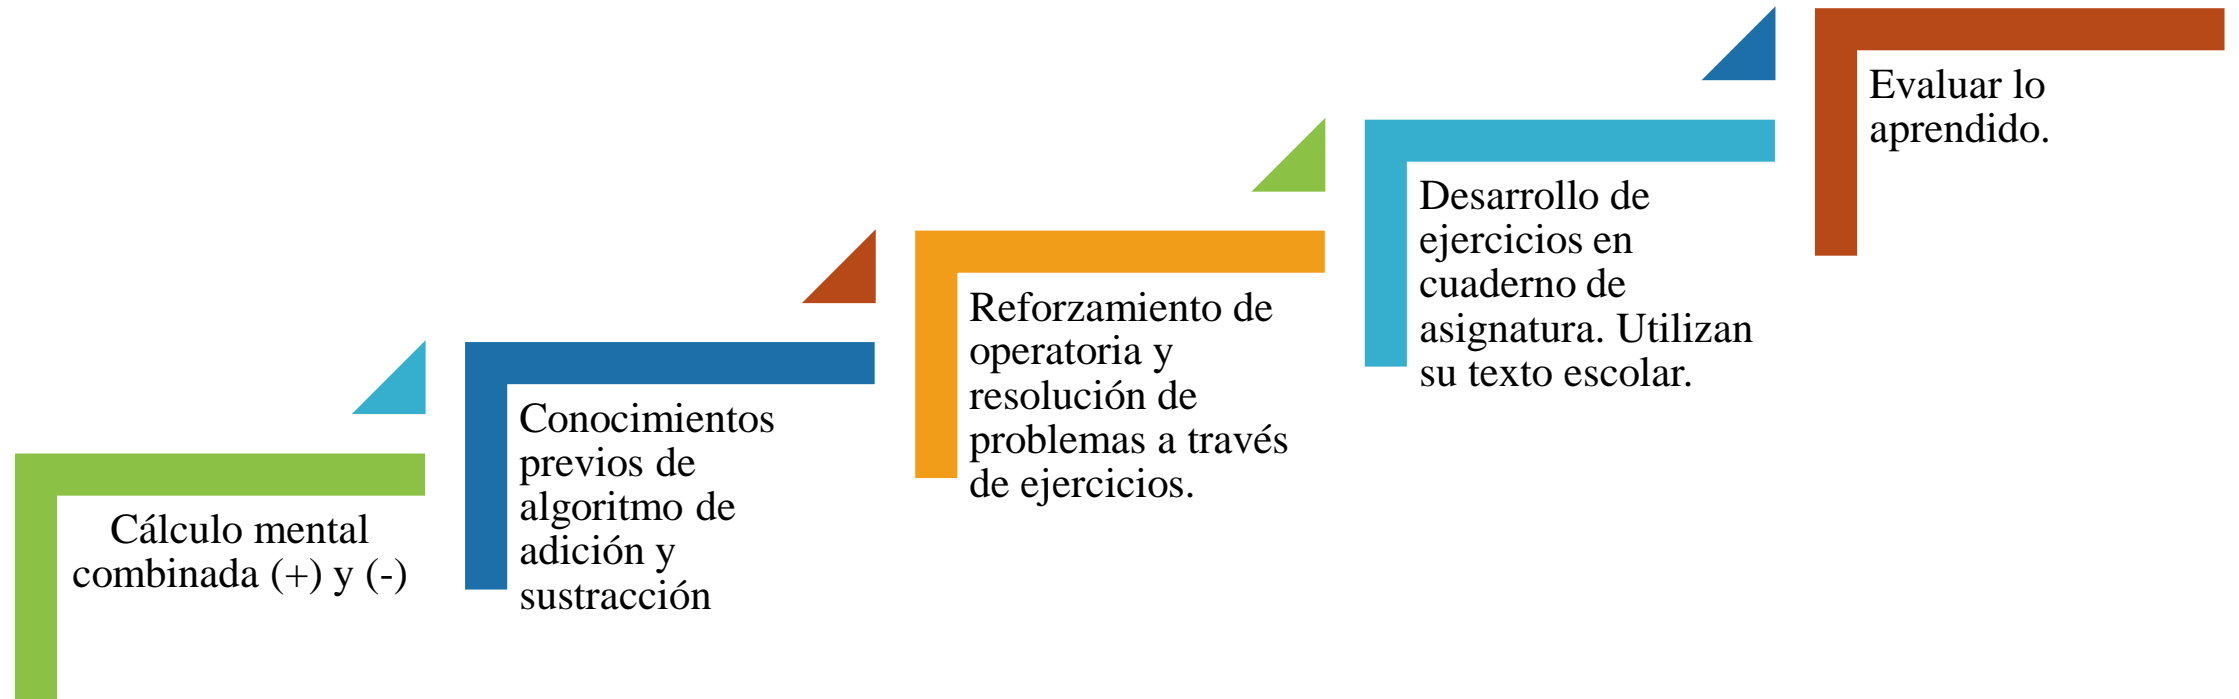 Cálculo mental
combinada (+) y (-)
Conocimientos
previos de
algoritmo de
adición y
sustracción
Reforzamiento de
operatoria y
resolución de
problemas a través
de ejercicios.
Desarrollo de
ejercicios en
cuaderno de
asignatura. Utilizan
su texto escolar.
Evaluar lo
aprendido.